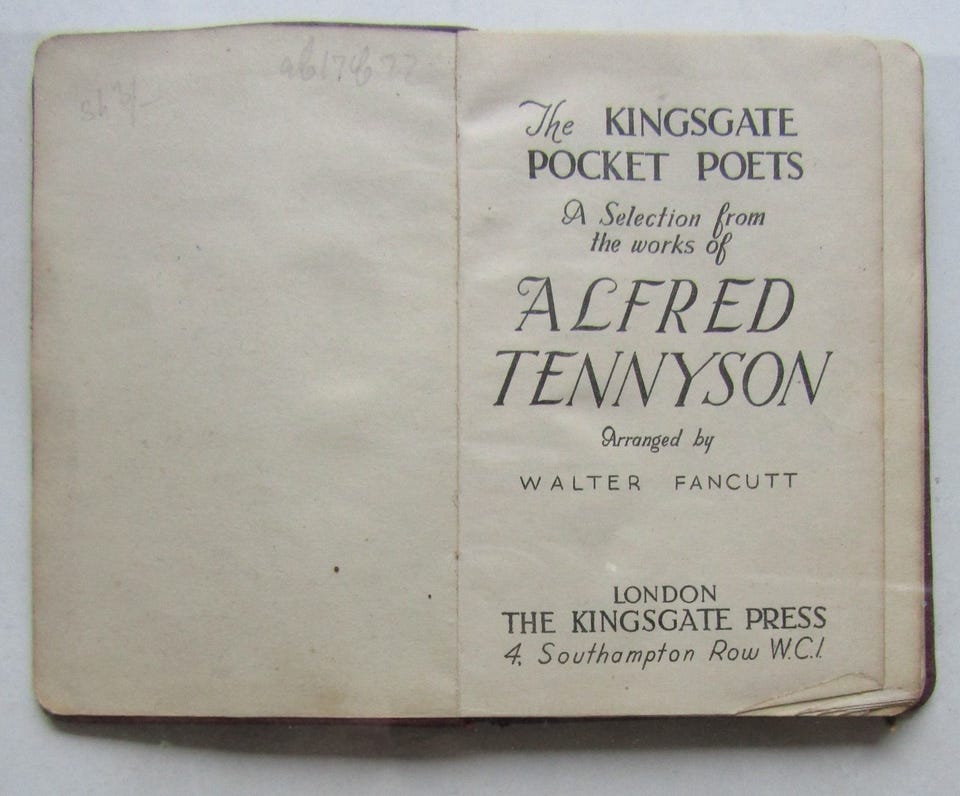 The KINGSGATE
POCKET POETS
A Selection from
the works of
ALFRED
TENNYSON
Arranged by
WALTER FANCUTT
LONDON
THE KINGSGATE PRESS
4, Southampton Row W.C.1.